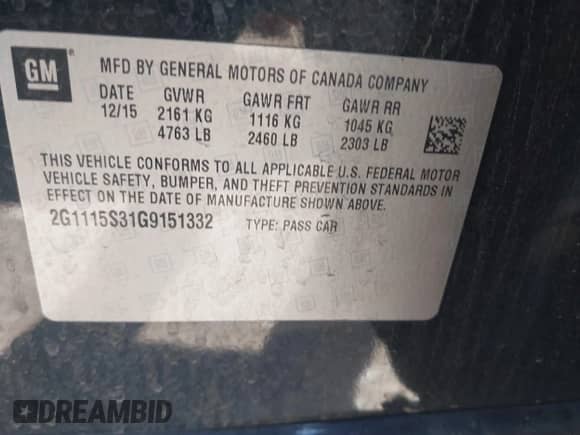 GM ® MFD BY GENERAL MOTORS OF CANADA COMPANY
DATE GVWR GAWR FRT GAWR RR
12/15 2161 KG 1116 KG 1045 KG
4763 LB 2460 LB 2303 LB
THIS VEHICLE CONFORMS TO ALL APPLICABLE U.S. FEDERAL MOTOR
VEHICLE SAFETY, BUMPER, AND THEFT PREVENTION STANDARDS IN
EFFECT ON THE DATE OF MANUFACTURE SHOWN ABOVE.
2G1115S31G9151332 TYPE: PASS CAR
DREAMBID